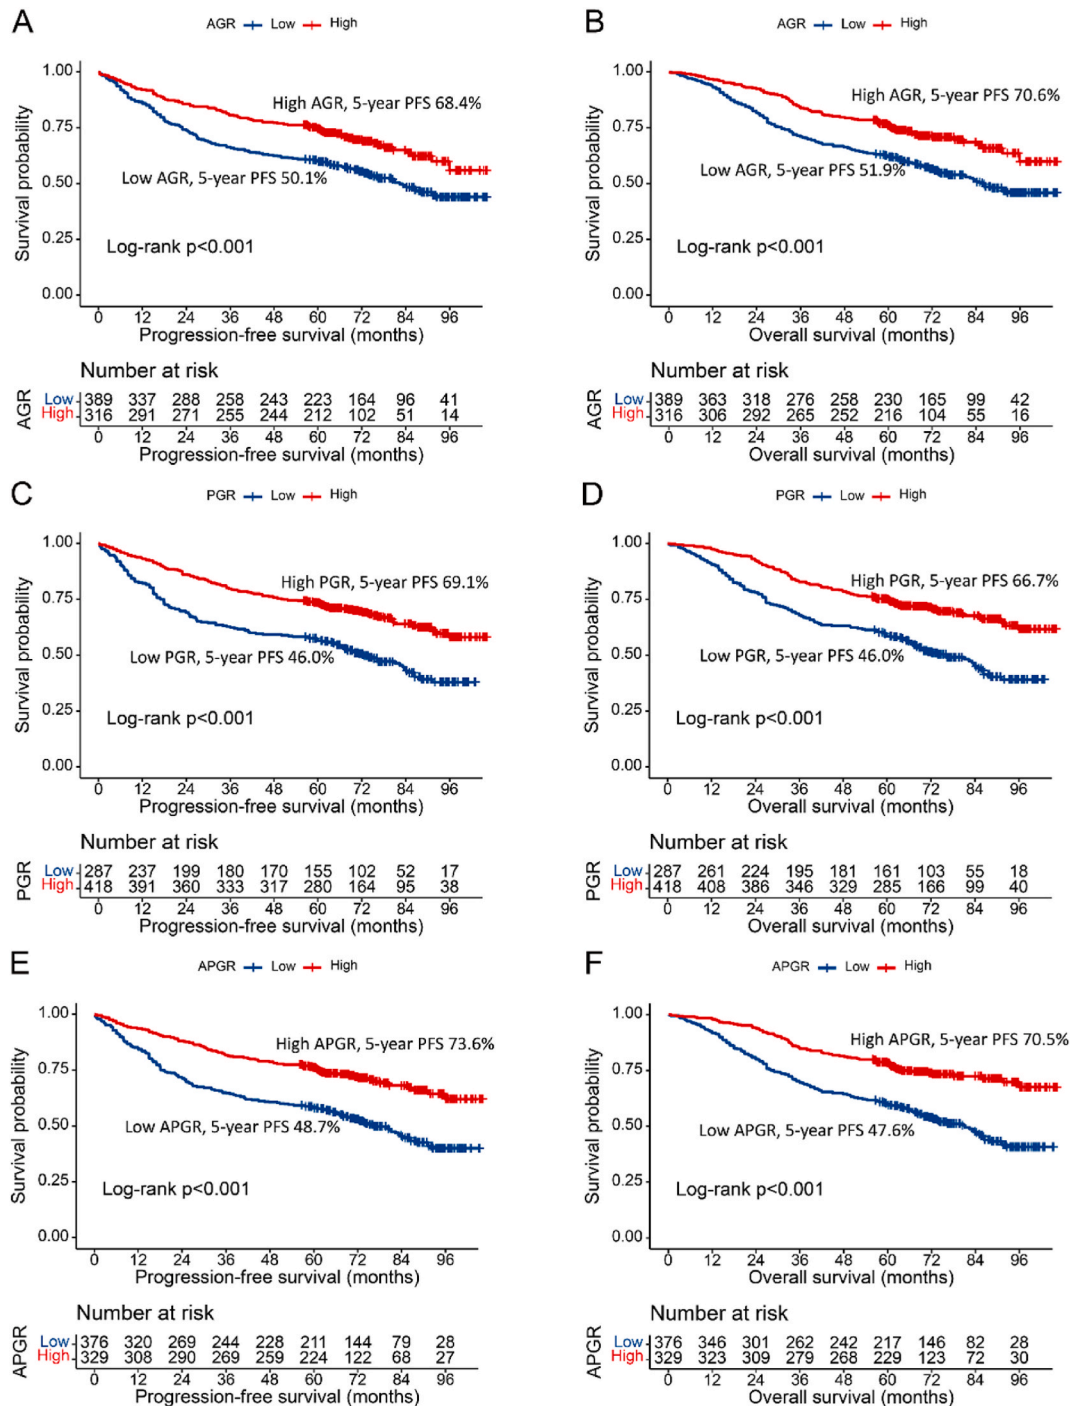 A
AGR Low High
1.00
0.75
0.50
0.25
0.00
Survival probability
High AGR, 5-year PFS 68.4%
Low AGR, 5-year PFS 50.1%
Log-rank p<0.001
0 12 24 36 48 60 72 84 96
Progression-free survival (months)
Number at risk
AGR
Low 389 337 288 258 243 223 164 96 41
High 316 291 271 255 244 212 102 51 14
0 12 24 36 48 60 72 84 96
Progression-free survival (months)
B
AGR Low High
1.00
0.75
0.50
0.25
0.00
Survival probability
High AGR, 5-year PFS 70.6%
Low AGR, 5-year PFS 51.9%
Log-rank p<0.001
0 12 24 36 48 60 72 84 96
Overall survival (months)
Number at risk
AGR
Low 389 363 318 276 258 230 165 99 42
High 316 306 292 265 252 216 104 55 16
0 12 24 36 48 60 72 84 96
Overall survival (months)
C
PGR Low High
1.00
0.75
0.50
0.25
0.00
Survival probability
High PGR, 5-year PFS 69.1%
Low PGR, 5-year PFS 46.0%
Log-rank p<0.001
0 12 24 36 48 60 72 84 96
Progression-free survival (months)
Number at risk
PGR
Low 287 237 199 180 170 155 102 52 17
High 418 391 360 333 317 280 164 95 38
0 12 24 36 48 60 72 84 96
Progression-free survival (months)
D
PGR Low High
1.00
0.75
0.50
0.25
0.00
Survival probability
High PGR, 5-year PFS 66.7%
Low PGR, 5-year PFS 46.0%
Log-rank p<0.001
0 12 24 36 48 60 72 84 96
Overall survival (months)
Number at risk
PGR
Low 287 261 224 195 181 161 103 55 18
High 418 408 386 346 329 285 166 99 40
0 12 24 36 48 60 72 84 96
Overall survival (months)
E
APGR Low High
1.00
0.75
0.50
0.25
0.00
Survival probability
High APGR, 5-year PFS 73.6%
Low APGR, 5-year PFS 48.7%
Log-rank p<0.001
0 12 24 36 48 60 72 84 96
Progression-free survival (months)
Number at risk
APGR
Low 376 320 269 244 228 211 144 79 28
High 329 308 290 269 259 224 122 68 27
0 12 24 36 48 60 72 84 96
Progression-free survival (months)
F
APGR Low High
1.00
0.75
0.50
0.25
0.00
Survival probability
High APGR, 5-year PFS 70.5%
Low APGR, 5-year PFS 47.6%
Log-rank p<0.001
0 12 24 36 48 60 72 84 96
Overall survival (months)
Number at risk
APGR
Low 376 346 301 262 242 217 146 82 28
High 329 323 309 279 268 229 123 72 30
0 12 24 36 48 60 72 84 96
Overall survival (months)